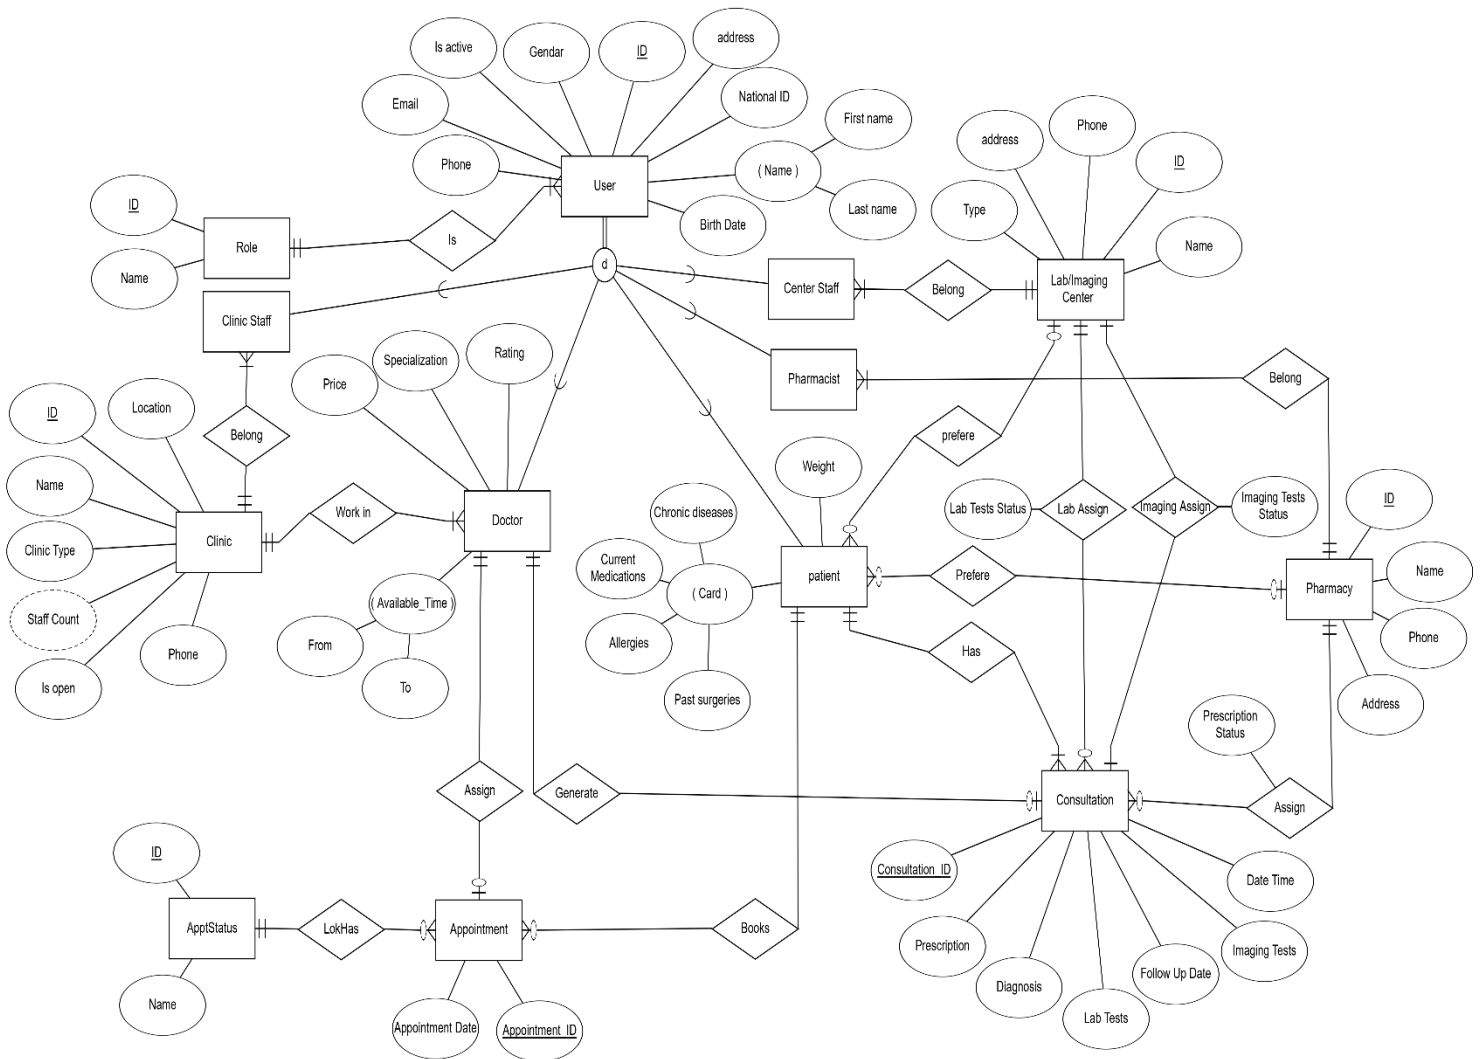 Is active
Gendar
ID
address
Email
National ID
First name
Phone
( Name )
User
Last name
Birth Date
address
Phone
ID
Type
Name
ID
Role
Is
Name
d
Clinic Staff
Center Staff
Belong
Lab/Imaging
Center
Price
Specialization
Rating
Pharmacist
Belong
ID
Location
Belong
prefere
Name
Work in
Doctor
Weight
Clinic Type
Clinic
Chronic diseases
Lab Tests Status
Lab Assign
Imaging Assign
Imaging Tests
Status
ID
Staff Count
( Available_Time )
Current
Medications
( Card )
patient
Prefere
Pharmacy
Name
Is open
Phone
From
To
Allergies
Past surgeries
Has
Phone
Address
Prescription
Status
Assign
Generate
Consultation
Assign
ID
Consultation_ID
Date Time
ApptStatus
LokHas
Appointment
Books
Prescription
Diagnosis
Lab Tests
Follow Up Date
Imaging Tests
Name
Appointment Date
Appointment_ID